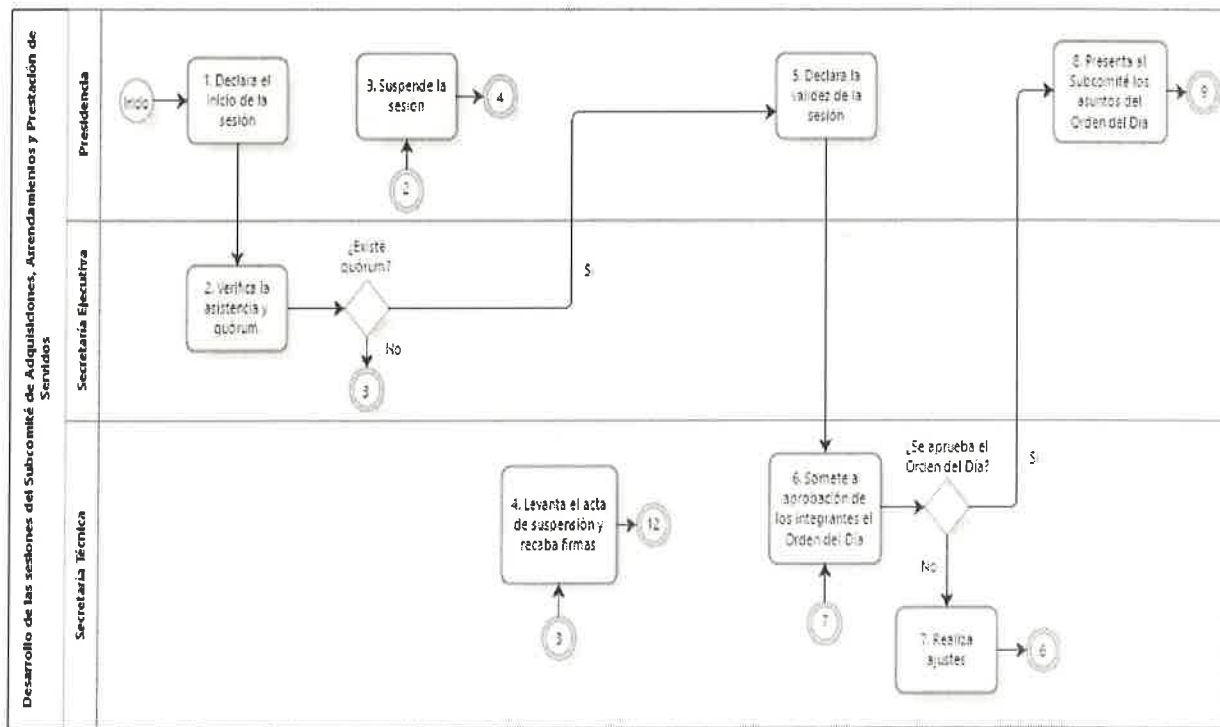 Desarrollo de las sesiones del Subcomité de Adquisiciones, Arrendamientos y Prestación de
Servidos
Presidencia
Inicio
1. Declara el
inicio de la
sesión
3. Suspende la
sesión
4
2
5. Declara la
validez de la
sesión
8. Presenta al
Subcomité los
asuntos del
Orden del Día
9
Secretaría Ejecutiva
2. Verifica la
asistencia y
quórum
¿Existe
quórum?
Si
No
3
Secretaría Técnica
4. Levanta el acta
de suspensión y
recaba firmas
12
3
6. Somete a
aprobación de
los integrantes el
Orden del Día
7
¿Se aprueba el
Orden del Día?
Si
No
7. Realiza
ajustes
6